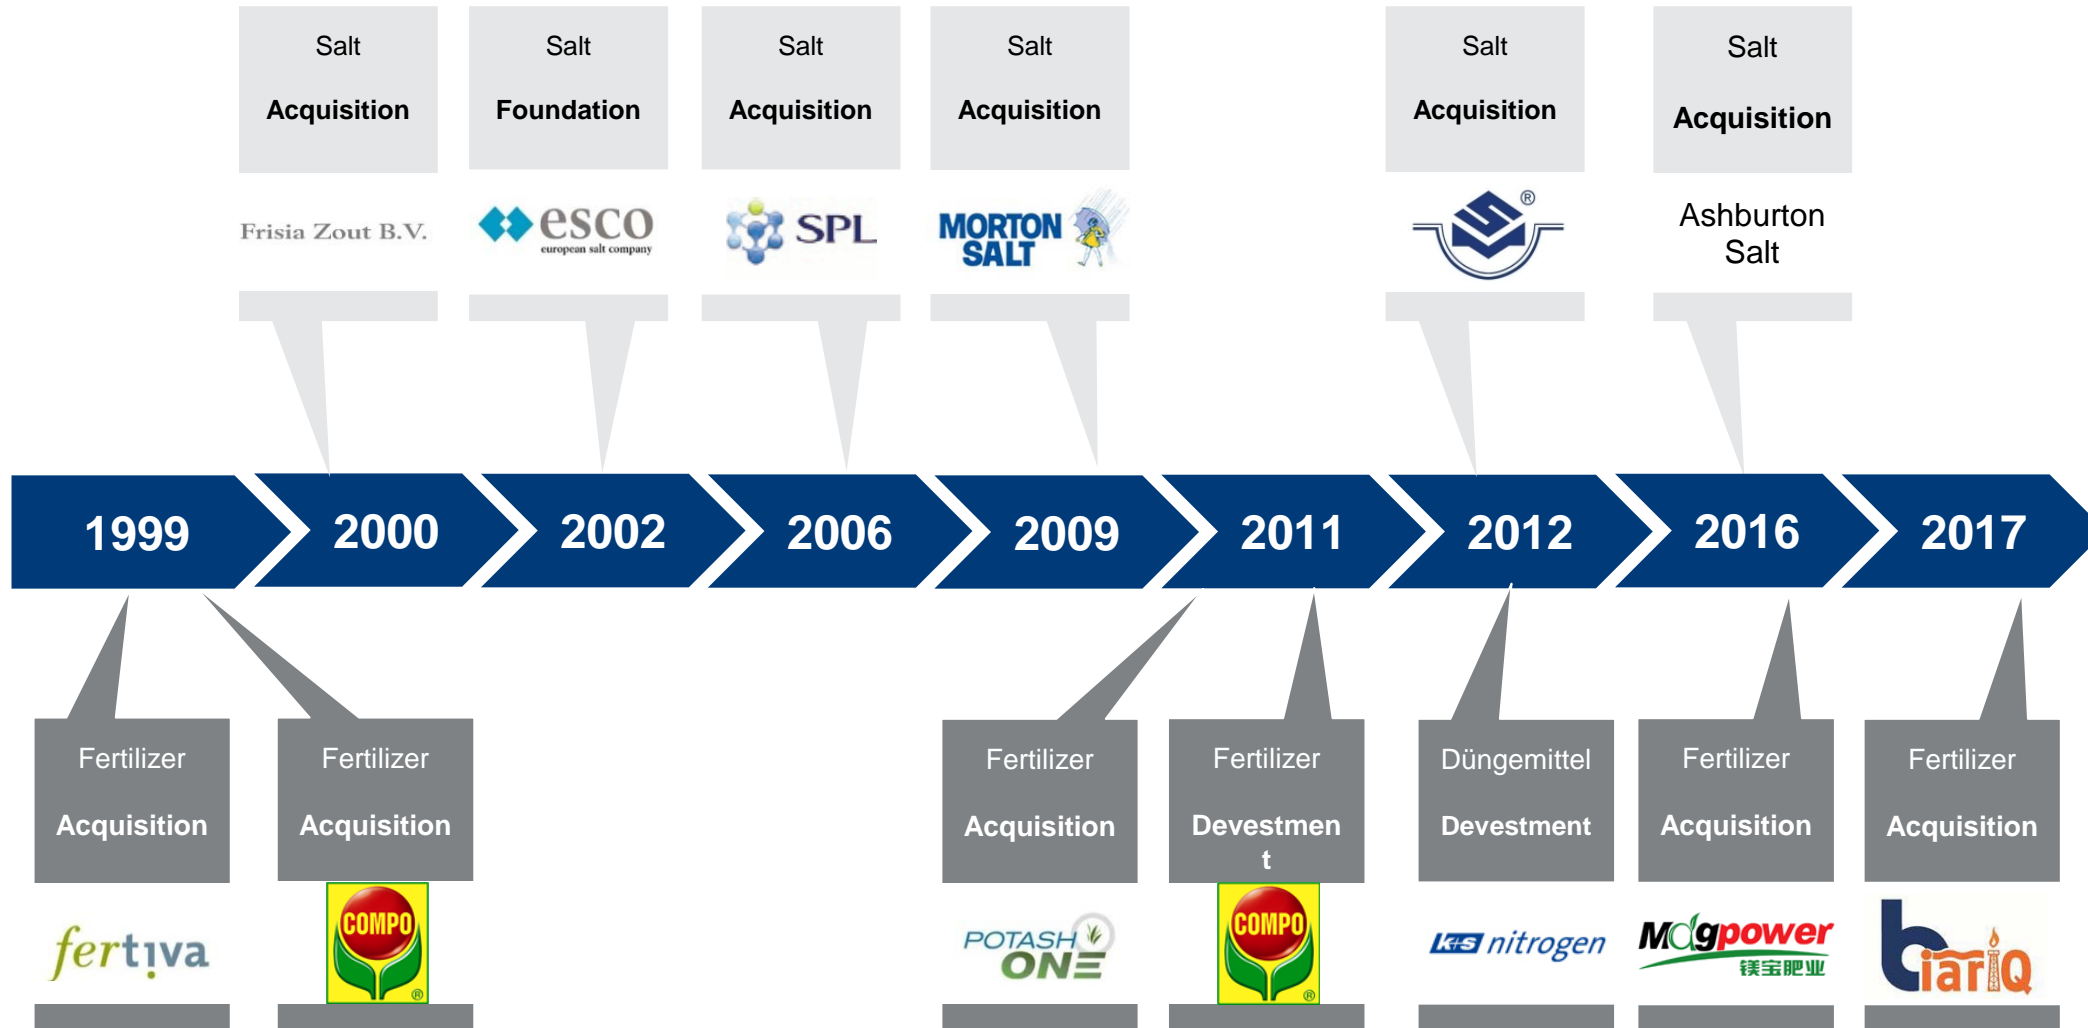 Salt
Acquisition
Frisia Zout B.V.
Salt
Foundation
esco
european salt company
Salt
Acquisition
SPL
Salt
Acquisition
MORTON
SALT
Salt
Acquisition
®
Salt
Acquisition
Ashburton
Salt
1999
2000
2002
2006
2009
2011
2012
2016
2017
Fertilizer
Acquisition
fertiva
Fertilizer
Acquisition
COMPO
®
Fertilizer
Acquisition
POTASH
ONE
Fertilizer
Devestmen
t
COMPO
®
Düngemittel
Devestment
K+S nitrogen
Fertilizer
Acquisition
Magpower
镁宝肥业
Fertilizer
Acquisition
biariQ